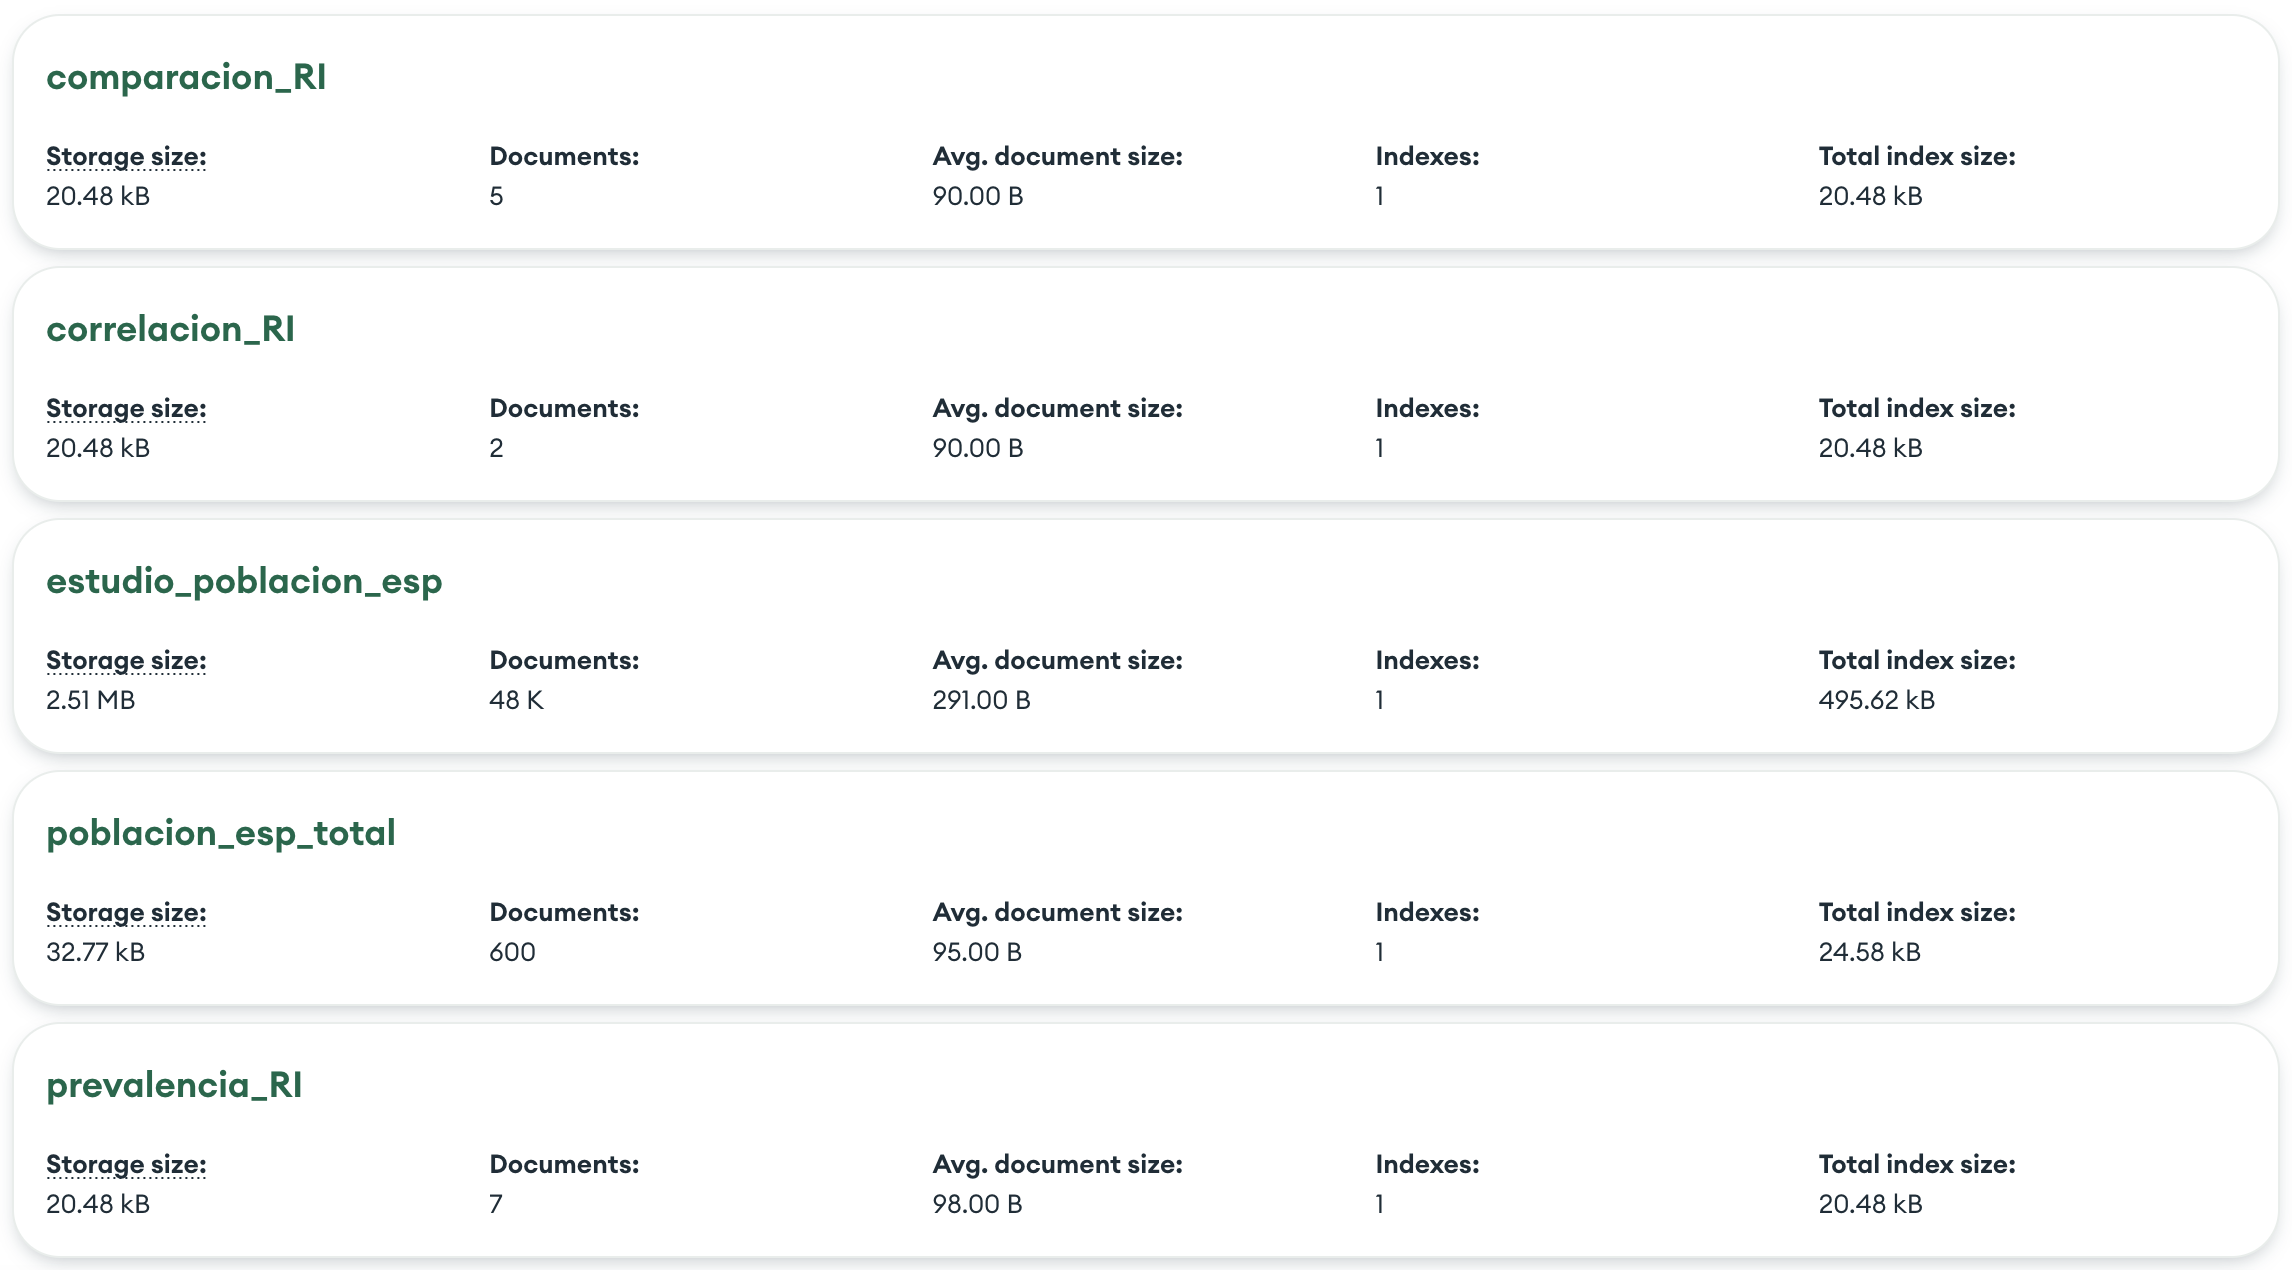 comparacion_RI
Storage size: Documents: Avg. document size: Indexes: Total index size:
20.48 kB 5 90.00 B 1 20.48 kB
correlacion_RI
Storage size: Documents: Avg. document size: Indexes: Total index size:
20.48 kB 2 90.00 B 1 20.48 kB
estudio_poblacion_esp
Storage size: Documents: Avg. document size: Indexes: Total index size:
2.51 MB 48 K 291.00 B 1 495.62 kB
poblacion_esp_total
Storage size: Documents: Avg. document size: Indexes: Total index size:
32.77 kB 600 95.00 B 1 24.58 kB
prevalencia_RI
Storage size: Documents: Avg. document size: Indexes: Total index size:
20.48 kB 7 98.00 B 1 20.48 kB